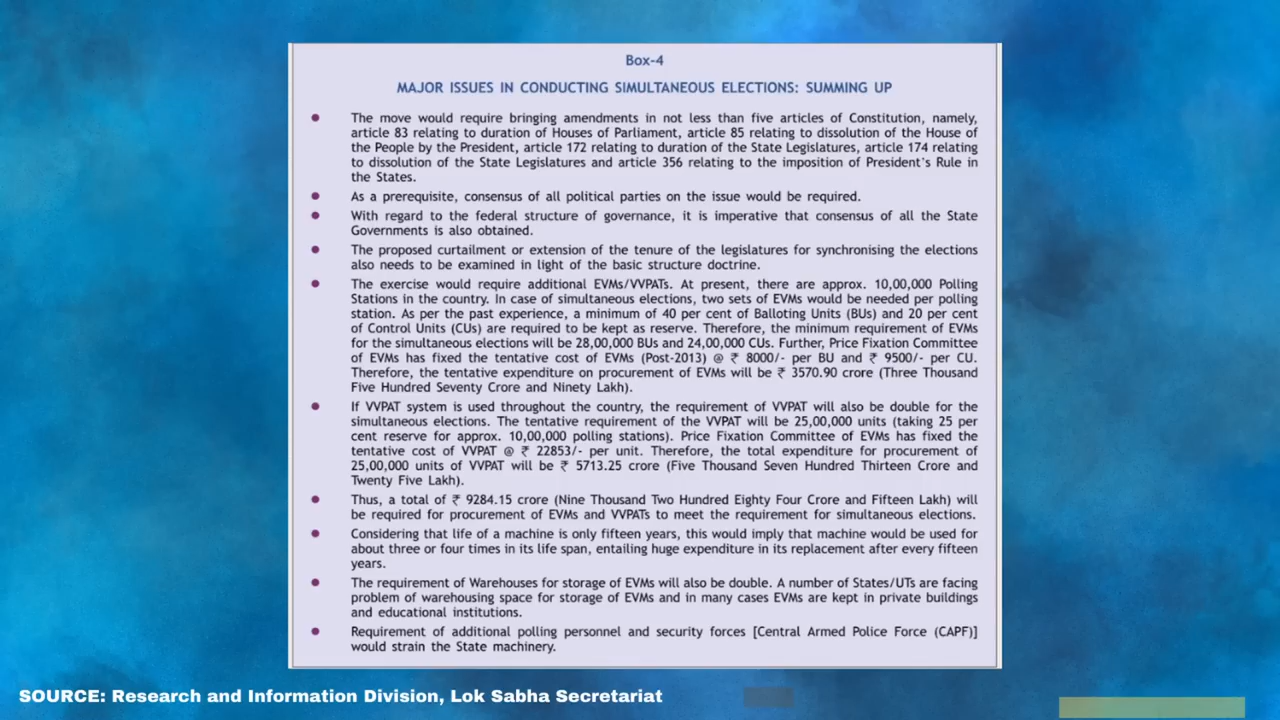 Box-4
MAJOR ISSUES IN CONDUCTING SIMULTANEOUS ELECTIONS: SUMMING UP
● The move would require bringing amendments in not less than five articles of Constitution, namely,
article 83 relating to duration of Houses of Parliament, article 85 relating to dissolution of the House of
the People by the President, article 172 relating to duration of the State Legislatures, article 174 relating
to dissolution of the State Legislatures and article 356 relating to the imposition of President's Rule in
the States.
● As a prerequisite, consensus of all political parties on the issue would be required.
● With regard to the federal structure of governance, it is imperative that consensus of all the State
Governments is also obtained.
● The proposed curtailment or extension of the tenure of the legislatures for synchronising the elections
also needs to be examined in light of the basic structure doctrine.
● The exercise would require additional EVMs/VVPATs. At present, there are approx. 10,00,000 Polling
Stations in the country. In case of simultaneous elections, two sets of EVMs would be needed per polling
station. As per the past experience, a minimum of 40 per cent of Balloting Units (BUs) and 20 per cent
of Control Units (CUs) are required to be kept as reserve. Therefore, the minimum requirement of EVMs
for the simultaneous elections will be 28,00,000 BUs and 24,00,000 CUs. Further, Price Fixation Committee
of EVMs has fixed the tentative cost of EVMs (Post-2013) @ ₹ 8000/- per BU and ₹ 9500/- per CU.
Therefore, the tentative expenditure on procurement of EVMs will be ₹ 3570.90 crore (Three Thousand
Five Hundred Seventy Crore and Ninety Lakh).
● If VVPAT system is used throughout the country, the requirement of VVPAT will also be double for the
simultaneous elections. The tentative requirement of the VVPAT will be 25,00,000 units (taking 25 per
cent reserve for approx. 10,00,000 polling stations). Price Fixation Committee of EVMs has fixed the
tentative cost of VVPAT @ ₹ 22853/- per unit. Therefore, the total expenditure for procurement of
25,00,000 units of VVPAT will be ₹ 5713.25 crore (Five Thousand Seven Hundred Thirteen Crore and
Twenty Five Lakh).
● Thus, a total of ₹ 9284.15 crore (Nine Thousand Two Hundred Eighty Four Crore and Fifteen Lakh) will
be required for procurement of EVMs and VVPATs to meet the requirement for simultaneous elections.
● Considering that life of a machine is only fifteen years, this would imply that machine would be used for
about three or four times in its life span, entailing huge expenditure in its replacement after every fifteen
years.
● The requirement of Warehouses for storage of EVMs will also be double. A number of States/UTs are facing
problem of warehousing space for storage of EVMs and in many cases EVMs are kept in private buildings
and educational institutions.
● Requirement of additional polling personnel and security forces [Central Armed Police Force (CAPF)]
would strain the State machinery.
SOURCE: Research and Information Division, Lok Sabha Secretariat